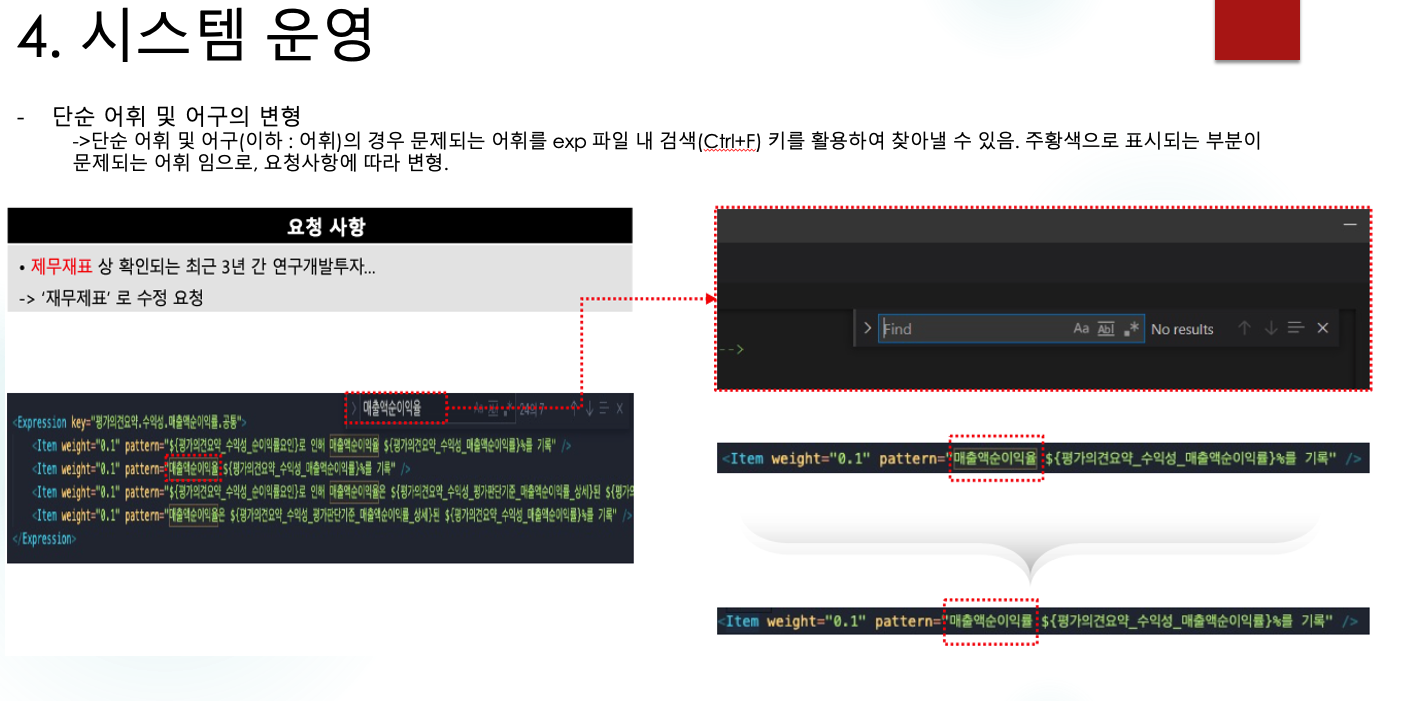 4. 시스템 운영
- 단순 어휘 및 어구의 변형
->단순 어휘 및 어구(이하 : 어휘)의 경우 문제되는 어휘를 exp 파일 내 검색(Ctrl+F) 키를 활용하여 찾아낼 수 있음. 주황색으로 표시되는 부분이
문제되는 어휘 임으로, 요청사항에 따라 변형.
요청 사항
• 제무재표 상 확인되는 최근 3년 간 연구개발투자...
-> ‘재무제표’ 로 수정 요청
> 매출액순이익율 Aa Abl .* 24의 7 ↑ ↓ ×
<Expression key="평가의견요약.수익성.매출액순이익률.공통">
<Item weight="0.1" pattern="${평가의견요약_수익성_순이익률요인}로 인해 매출액순이익율 ${평가의견요약_수익성_매출액순이익률}%를 기록" />
<Item weight="0.1" pattern="매출액순이익율 ${평가의견요약_수익성_매출액순이익률}%를 기록" />
<Item weight="0.1" pattern="${평가의견요약_수익성_순이익률요인}로 인해 매출액순이익율은 ${평가의견요약_수익성_평가판단기준_매출액순이익률_상세}된 ${평가의
<Item weight="0.1" pattern="매출액순이익율은 ${평가의견요약_수익성_평가판단기준_매출액순이익률_상세}된 ${평가의견요약_수익성_매출액순이익률}%를 기록" />
</Expression>
> Find Aa Abl .* No results ↑ ↓ ×
-->
<Item weight="0.1" pattern="매출액순이익율 ${평가의견요약_수익성_매출액순이익률}%를 기록" />
<Item weight="0.1" pattern="매출액순이익률 ${평가의견요약_수익성_매출액순이익률}%를 기록" />